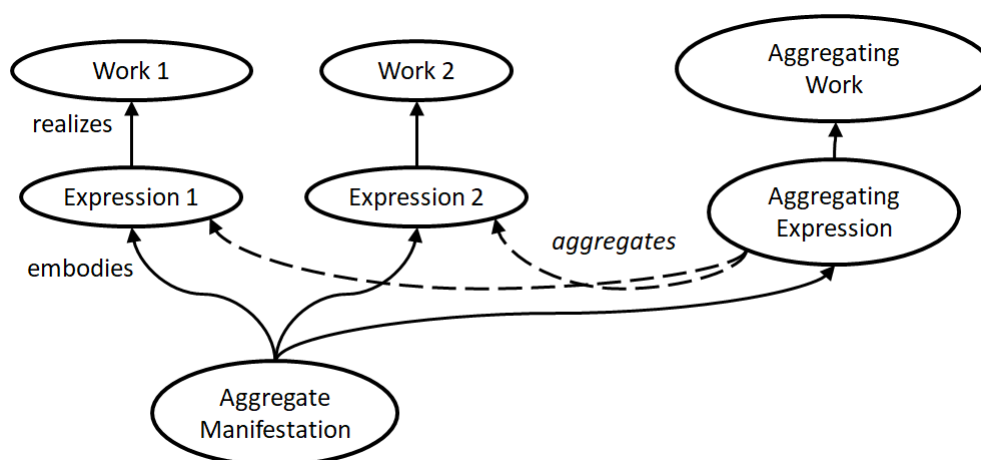 Work 1
Work 2
Aggregating
Work
realizes
Expression 1
Expression 2
Aggregating
Expression
aggregates
embodies
Aggregate
Manifestation